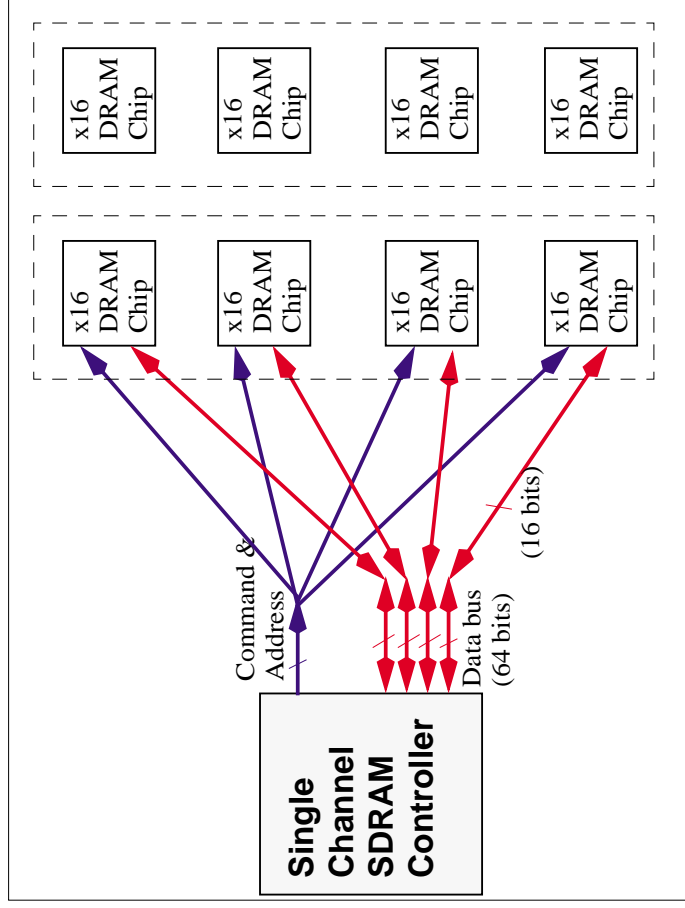 x16
DRAM
Chip
x16
DRAM
Chip
x16
DRAM
Chip
x16
DRAM
Chip
x16
DRAM
Chip
x16
DRAM
Chip
x16
DRAM
Chip
x16
DRAM
Chip
Command &
Address
(16 bits)
Data bus
(64 bits)
Single
Channel
SDRAM
Controller